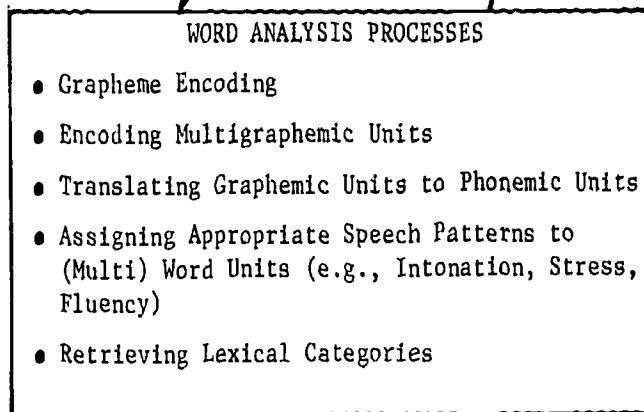 WORD ANALYSIS PROCESSES
• Grapheme Encoding
• Encoding Multigraphemic Units
• Translating Graphemic Units to Phonemic Units
• Assigning Appropriate Speech Patterns to
(Multi) Word Units (e.g., Intonation, Stress,
Fluency)
• Retrieving Lexical Categories